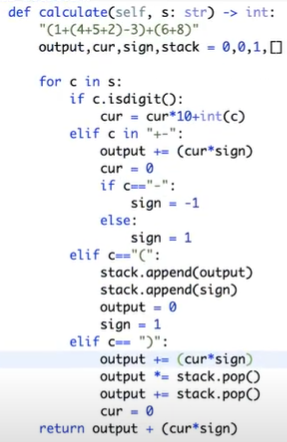 def calculate(self, s: str) -> int:
    "(1+(4+5+2)-3)+(6+8)"
    output,cur,sign,stack = 0,0,1,[]

    for c in s:
        if c.isdigit():
            cur = cur*10+int(c)
        elif c in "+-":
            output += (cur*sign)
            cur = 0
            if c=="-":
                sign = -1
            else:
                sign = 1
        elif c=="(":
            stack.append(output)
            stack.append(sign)
            output = 0
            sign = 1
        elif c== ")":
            output += (cur*sign)
            output *= stack.pop()
            output += stack.pop()
            cur = 0
    return output + (cur*sign)